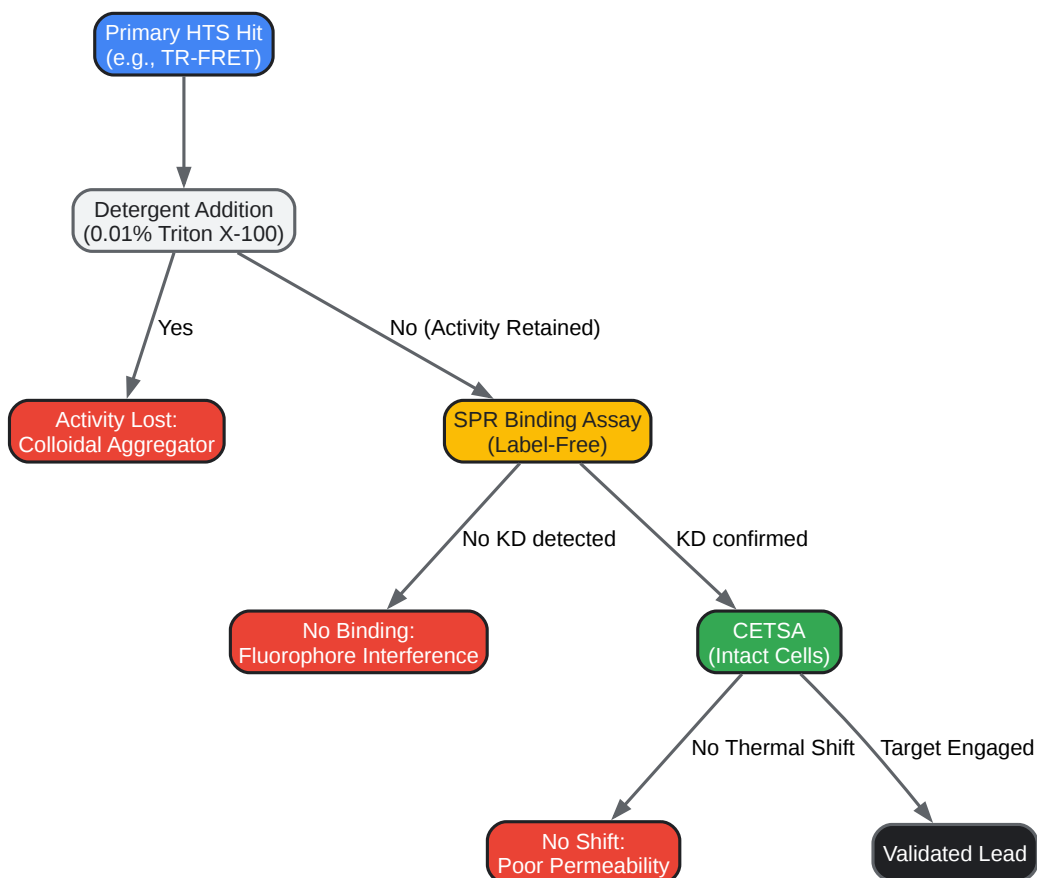 Primary HTS Hit
(e.g., TR-FRET)
Detergent Addition
(0.01% Triton X-100)
Yes
No (Activity Retained)
Activity Lost:
Colloidal Aggregator
SPR Binding Assay
(Label-Free)
No KD detected
KD confirmed
No Binding:
Fluorophore Interference
CETSA
(Intact Cells)
No Thermal Shift
Target Engaged
No Shift:
Poor Permeability
Validated Lead